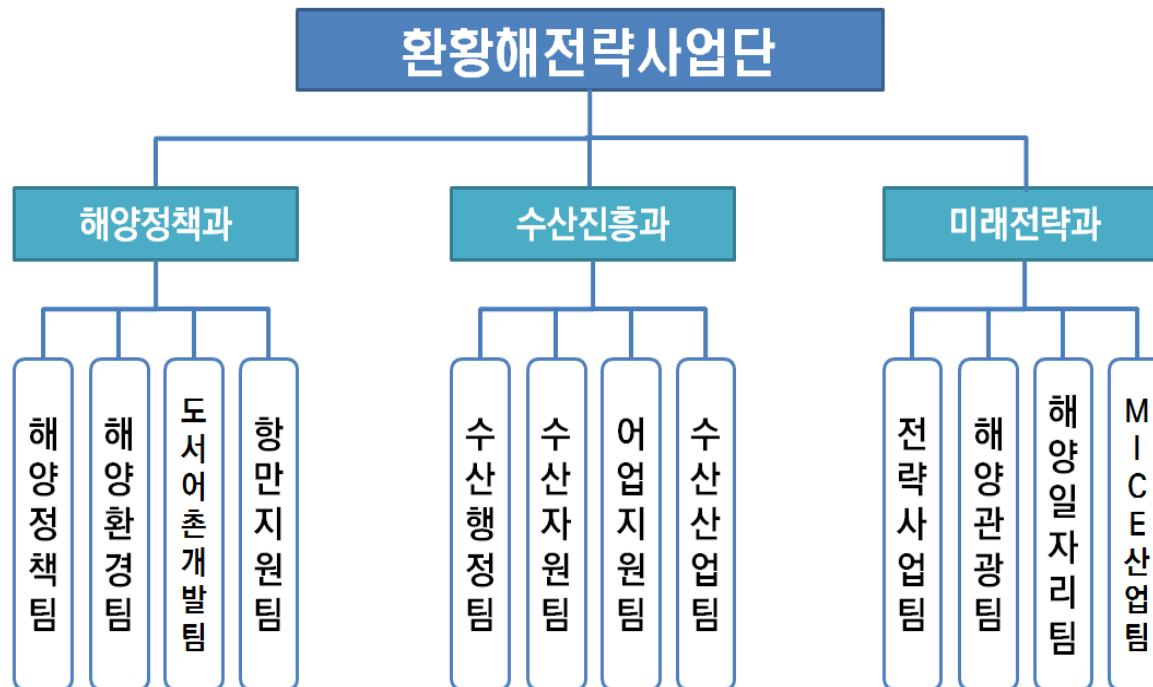 환황해전략사업단
해양정책과
수산진흥과
미래전략과
해양정책팀
해양환경팀
도서어촌개발팀
항만지원팀
수산행정팀
수산자원팀
어업지원팀
수산산업팀
전략사업팀
해양관광팀
해양일자리팀
MICE산업팀